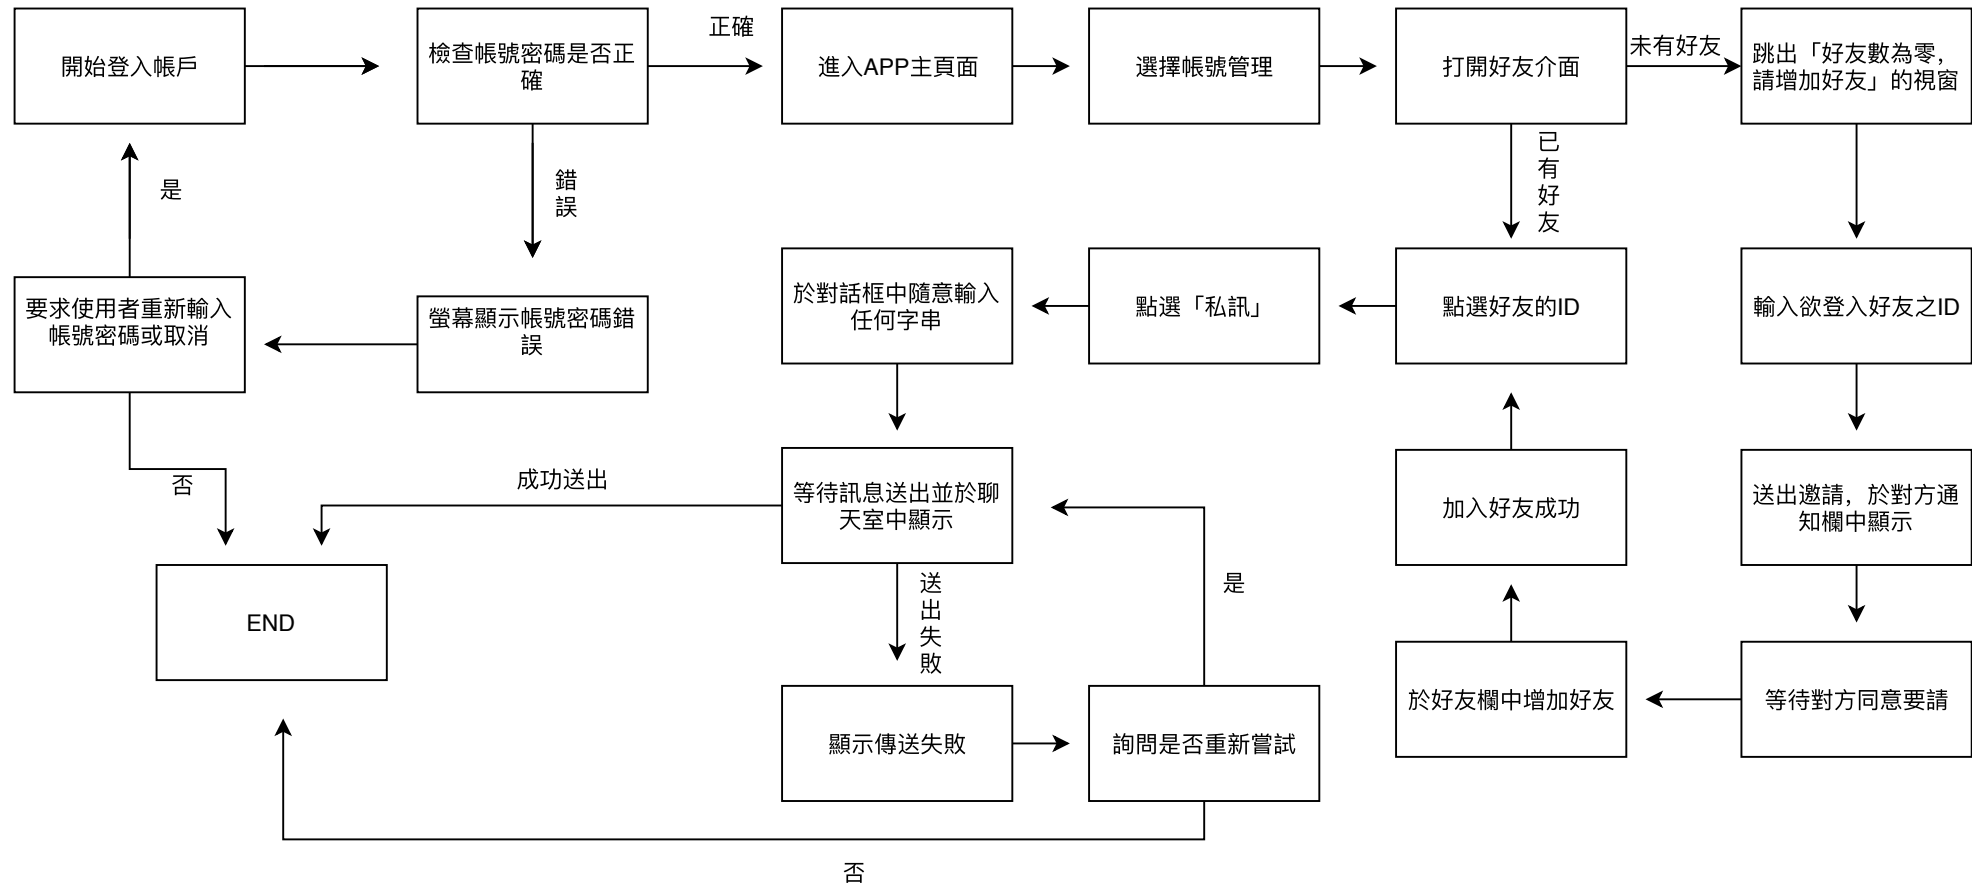 開始登入帳戶
檢查帳號密碼是否正
確
正確
進入APP主頁面
選擇帳號管理
打開好友介面
未有好友
跳出「好友數為零，
請增加好友」的視窗
是
錯
誤
已
有
好
友
要求使用者重新輸入
帳號密碼或取消
螢幕顯示帳號密碼錯
誤
於對話框中隨意輸入
任何字串
點選「私訊」
點選好友的ID
輸入欲登入好友之ID
否
成功送出
等待訊息送出並於聊
天室中顯示
加入好友成功
送出邀請，於對方通
知欄中顯示
END
送
出
失
敗
是
顯示傳送失敗
詢問是否重新嘗試
於好友欄中增加好友
等待對方同意要請
否